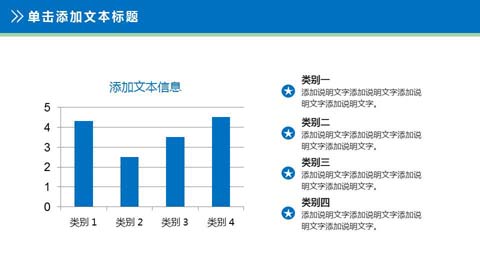 单击添加文本标题
添加文本信息
5
4
3
2
1
0
类别 1 类别 2 类别 3 类别 4
类别一
添加说明文字添加说明文字添加说
明文字添加说明文字。
类别二
添加说明文字添加说明文字添加说
明文字添加说明文字。
类别三
添加说明文字添加说明文字添加说
明文字添加说明文字。
类别四
添加说明文字添加说明文字添加说
明文字添加说明文字。